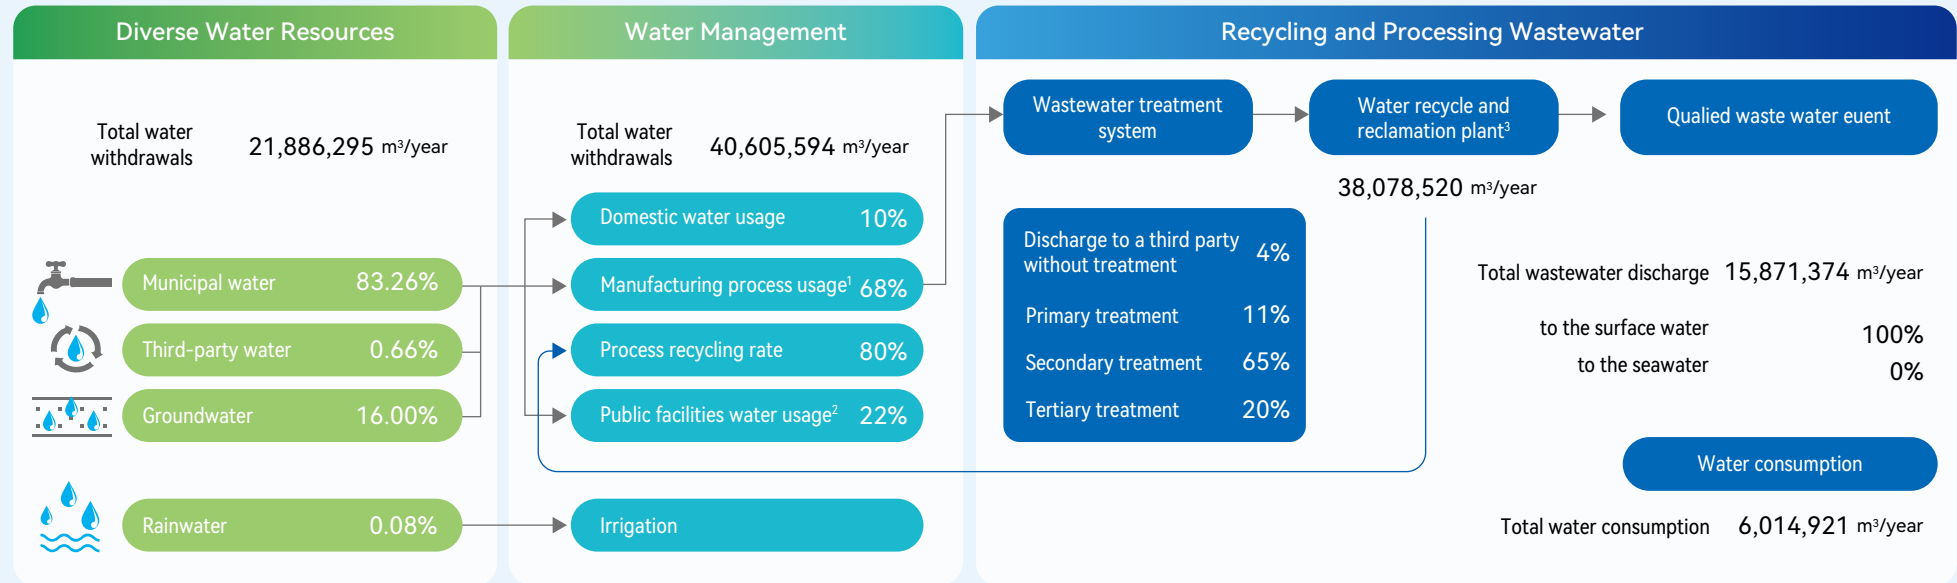 Diverse Water Resources
Total water
withdrawals
21,886,295 m³/year
Municipal water 83.26%
Third-party water 0.66%
Groundwater 16.00%
Rainwater 0.08%
Water Management
Total water
withdrawals
40,605,594 m³/year
Domestic water usage 10%
Manufacturing process usage¹ 68%
Process recycling rate 80%
Public facilities water usage² 22%
Irrigation
Recycling and Processing Wastewater
Wastewater treatment
system
Water recycle and
reclamation plant³
Qualied waste water euent
38,078,520 m³/year
Discharge to a third party
without treatment
4%
Primary treatment 11%
Secondary treatment 65%
Tertiary treatment 20%
Total wastewater discharge 15,871,374 m³/year
to the surface water 100%
to the seawater 0%
Water consumption
Total water consumption 6,014,921 m³/year